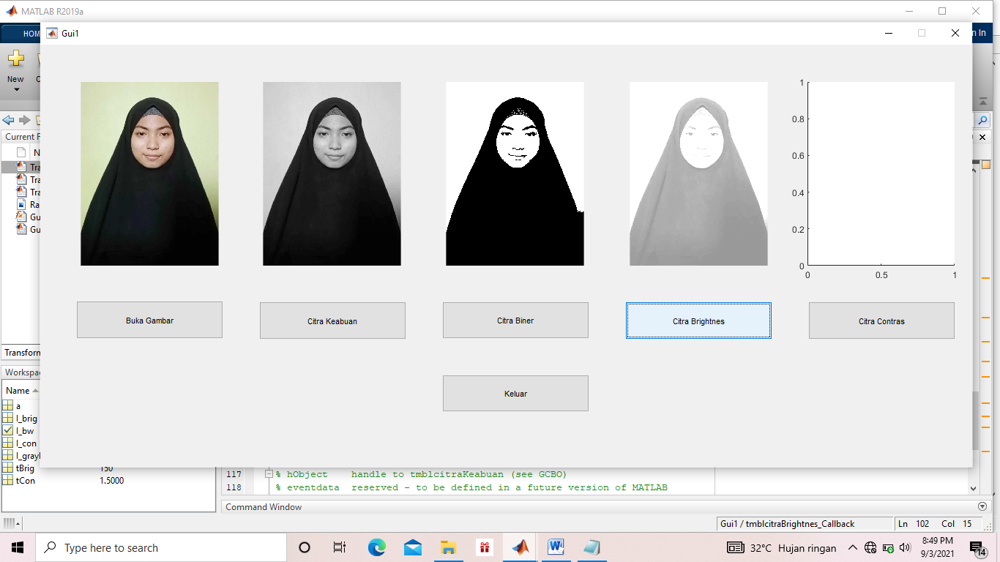 MATLAB R2019a
HOM
n In
Gui1
New
Current F
N
Tra
Tra
Tra
Ra
Gu
Gu
Transform
Workspac
Name
a
I_brig
I_bw
I_con
I_grayl
tBrig 150
tCon 1.5000
1
0.8
0.6
0.4
0.2
0
0 0.5 1
Buka Gambar
Citra Keabuan
Citra Biner
Citra Brightnes
Citra Contras
Keluar
117 % hObject handle to tmblcitraKeabuan (see GCBO)
118 % eventdata reserved - to be defined in a future version of MATLAB
Command Window
Gui1 / tmblcitraBrightnes_Callback
Ln 102 Col 15
Type here to search
32°C Hujan ringan
8:49 PM
9/3/2021
14